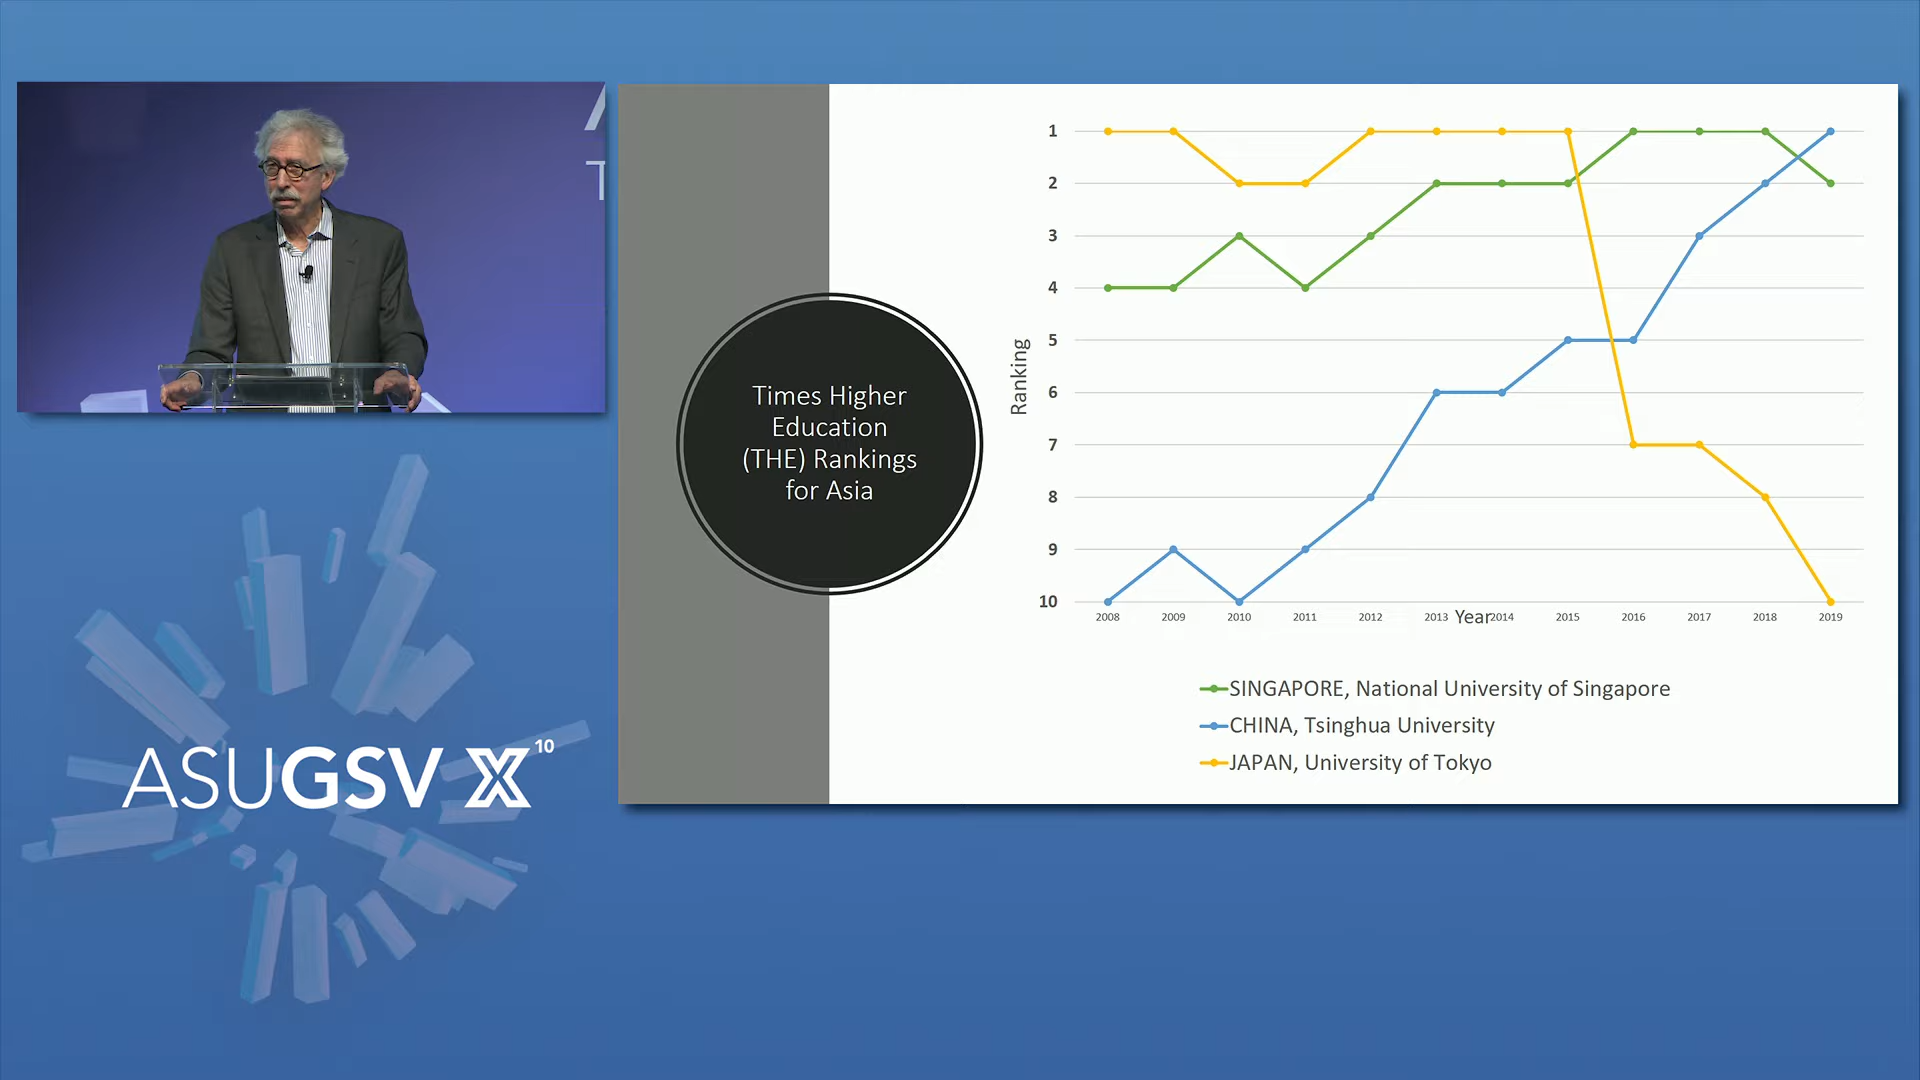 A
T
Times Higher
Education
(THE) Rankings
for Asia
Ranking
1
2
3
4
5
6
7
8
9
10
2008 2009 2010 2011 2012 2013 2014 2015 2016 2017 2018 2019
Year
SINGAPORE, National University of Singapore
CHINA, Tsinghua University
JAPAN, University of Tokyo
ASUGSV X10